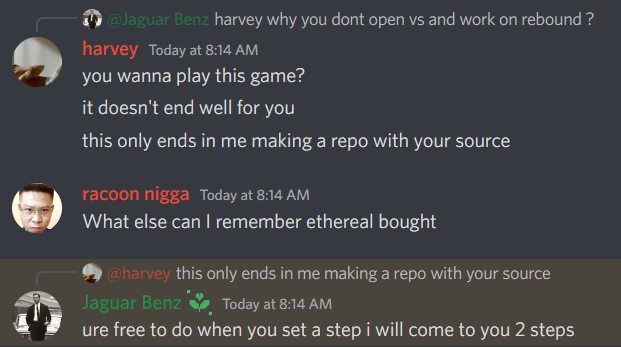 @Jaguar Benz harvey why you dont open vs and work on rebound ?
harvey Today at 8:14 AM
you wanna play this game?
it doesn't end well for you
this only ends in me making a repo with your source
racoon nigga Today at 8:14 AM
What else can I remember ethereal bought
@harvey this only ends in me making a repo with your source
Jaguar Benz Today at 8:14 AM
ure free to do when you set a step i will come to you 2 steps